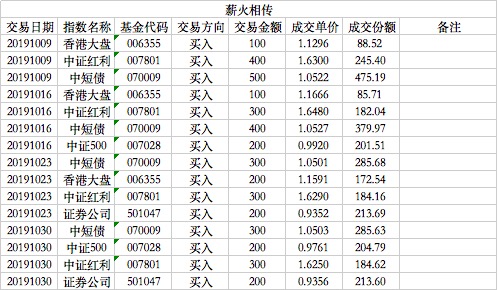 薪火相传
交易日期 指数名称 基金代码 交易方向 交易金额 成交单价 成交份额 备注
20191009 香港大盘 006355 买入 100 1.1296 88.52
20191009 中证红利 007801 买入 400 1.6300 245.40
20191009 中短债 070009 买入 500 1.0522 475.19
20191016 香港大盘 006355 买入 100 1.1666 85.71
20191016 中证红利 007801 买入 300 1.6480 182.04
20191016 中短债 070009 买入 400 1.0527 379.97
20191016 中证500 007028 买入 200 0.9920 201.51
20191023 中短债 070009 买入 300 1.0501 285.68
20191023 香港大盘 006355 买入 200 1.1591 172.54
20191023 中证红利 007801 买入 300 1.6290 184.16
20191023 证券公司 501047 买入 200 0.9352 213.69
20191030 中短债 070009 买入 300 1.0503 285.63
20191030 中证500 007028 买入 200 0.9761 204.79
20191030 中证红利 007801 买入 300 1.6250 184.62
20191030 证券公司 501047 买入 200 0.9356 213.60